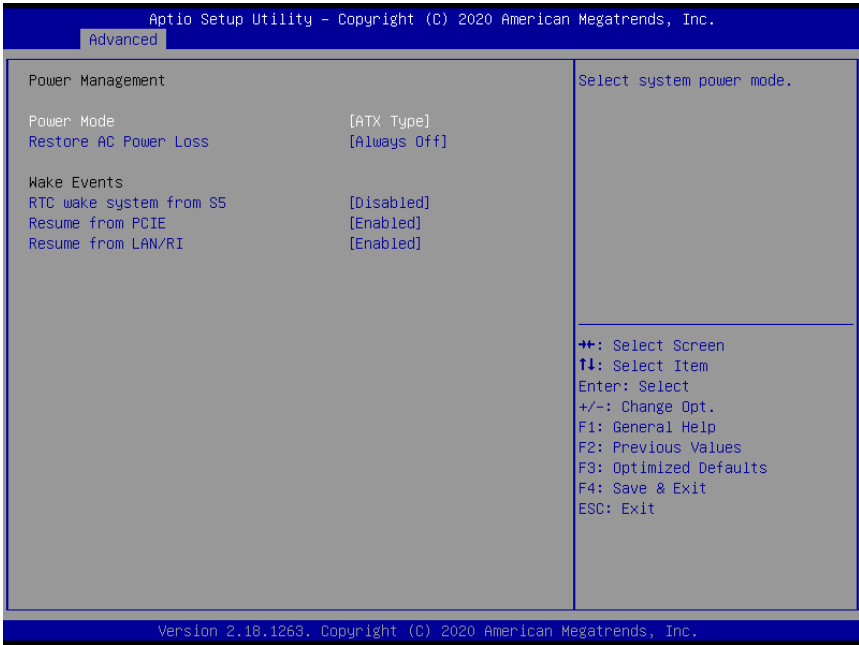 Aptio Setup Utility – Copyright (C) 2020 American Megatrends, Inc.
Advanced
Power Management
Power Mode [ATX Type]
Restore AC Power Loss [Always Off]
Wake Events
RTC wake system from S5 [Disabled]
Resume from PCIE [Enabled]
Resume from LAN/RI [Enabled]
Select system power mode.
→←: Select Screen
↑↓: Select Item
Enter: Select
+/-: Change Opt.
F1: General Help
F2: Previous Values
F3: Optimized Defaults
F4: Save & Exit
ESC: Exit
Version 2.18.1263. Copyright (C) 2020 American Megatrends, Inc.